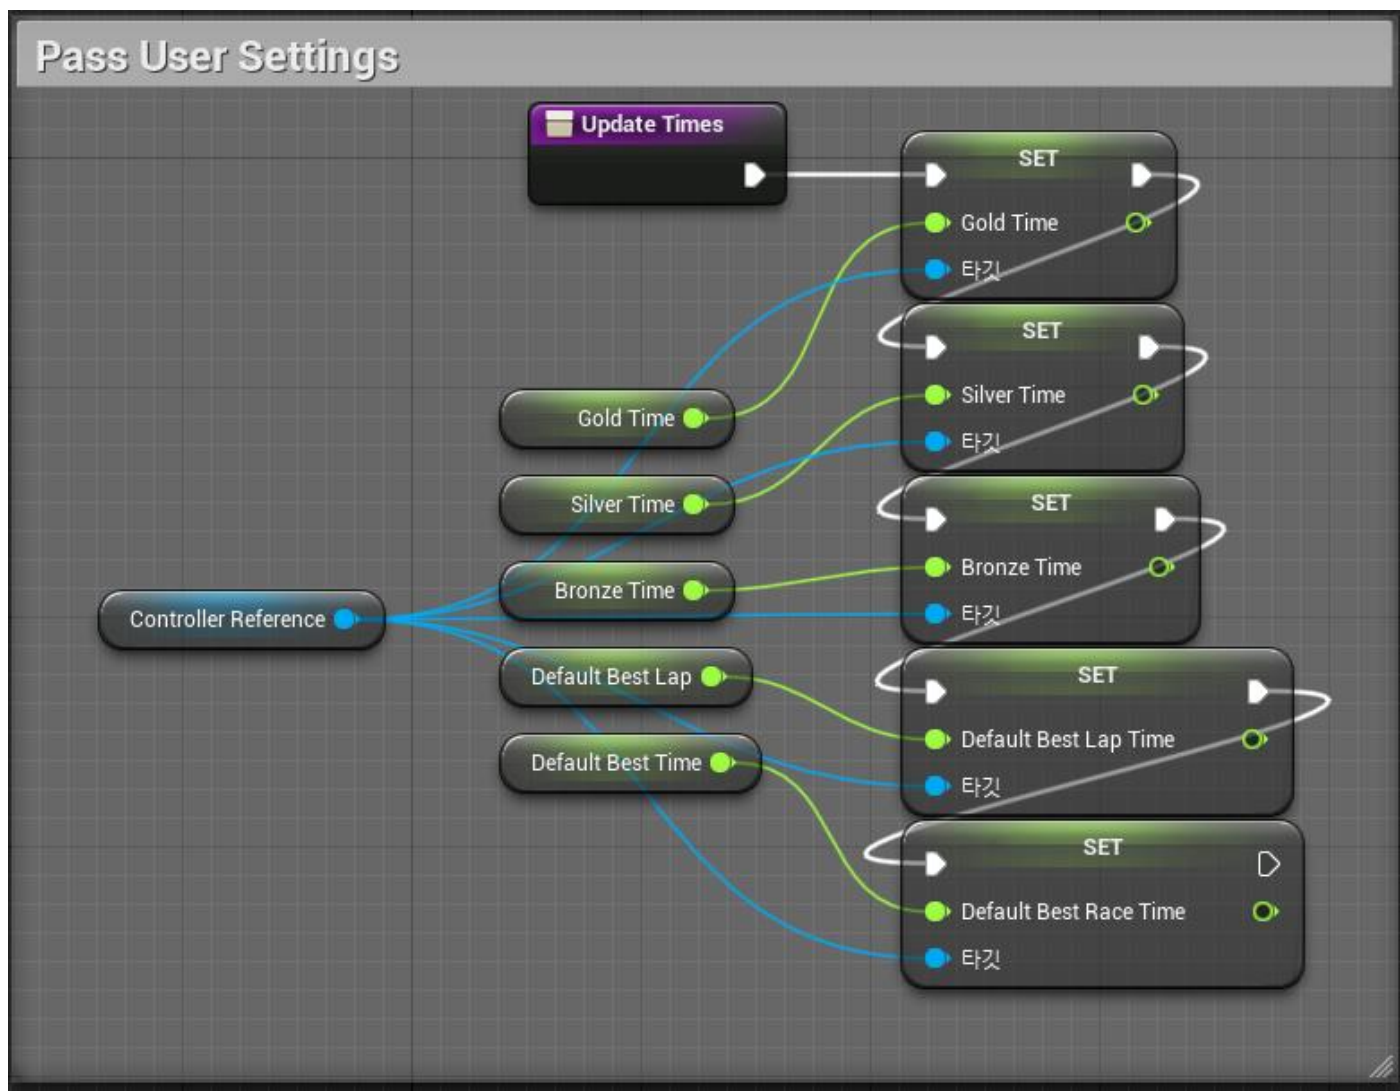 Pass User Settings
Update Times
SET
Gold Time
타깃
SET
Gold Time
Silver Time
Silver Time
타깃
SET
Bronze Time
Bronze Time
타깃
Controller Reference
Default Best Lap
SET
Default Best Lap Time
Default Best Time
타깃
SET
Default Best Race Time
타깃